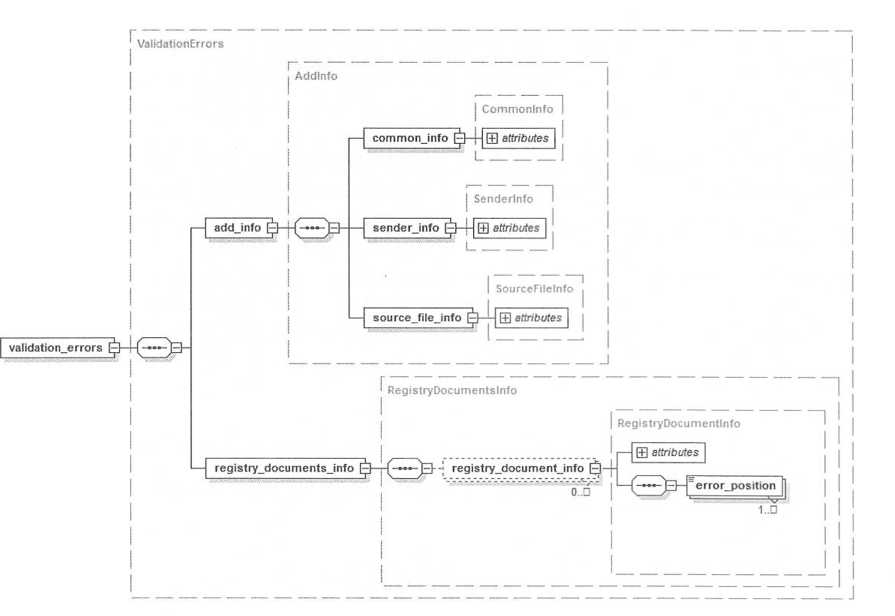 ValidationErrors
AddInfo
CommonInfo
common_info
attributes
SenderInfo
add_info
sender_info
attributes
SourceFileInfo
source_file_info
attributes
validation_errors
RegistryDocumentsInfo
RegistryDocumentInfo
attributes
registry_documents_info
registry_document_info
0..
error_position
1..